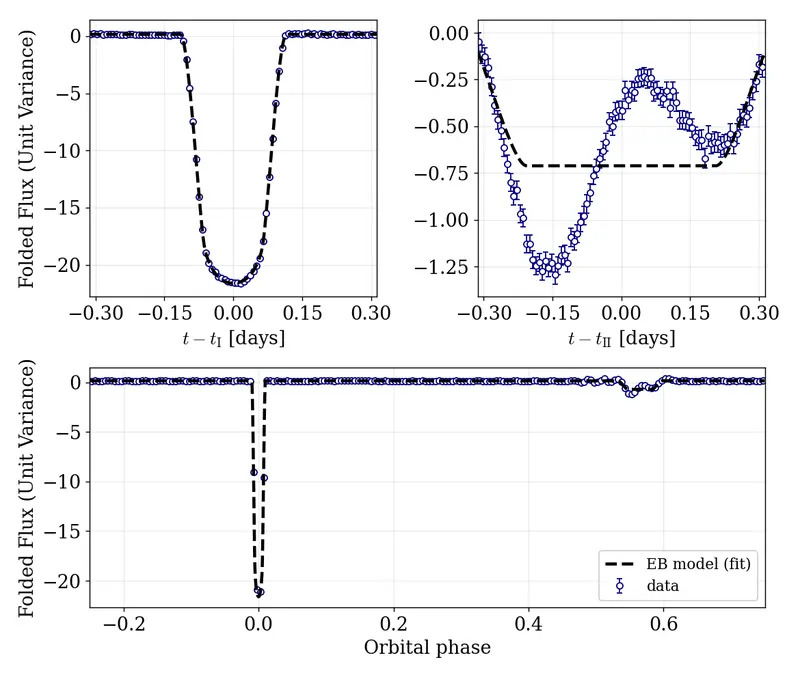 Folded Flux (Unit Variance)
0
−5
−10
−15
−20
−0.30 −0.15 0.00 0.15 0.30
t − tI [days]
0.00
−0.25
−0.50
−0.75
−1.00
−1.25
−0.30 −0.15 0.00 0.15 0.30
t − tII [days]
Folded Flux (Unit Variance)
0
−5
−10
−15
−20
−0.2 0.0 0.2 0.4 0.6
Orbital phase
EB model (fit)
data